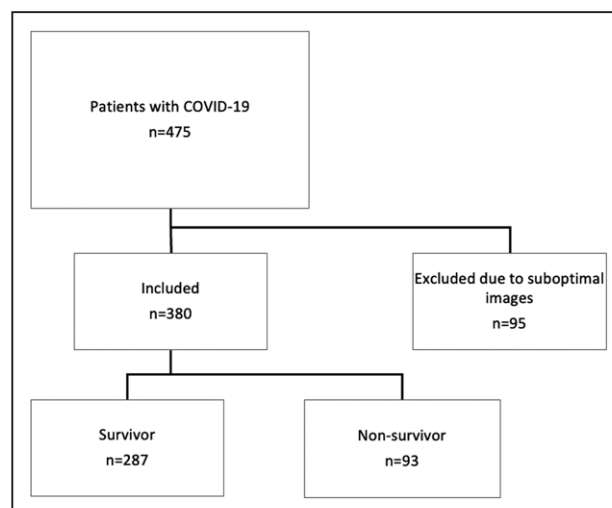 Patients with COVID-19
n=475
Included
n=380
Excluded due to suboptimal
images
n=95
Survivor
n=287
Non-survivor
n=93